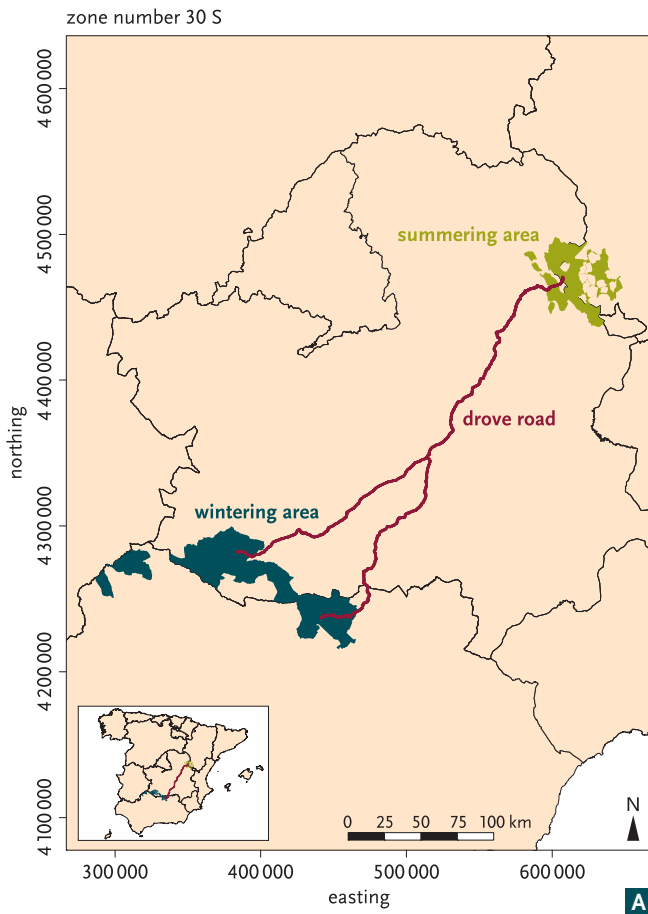 zone number 30 S
4 600 000
4 500 000
4 400 000
4 300 000
4 200 000
4 100 000
northing
summering area
drove road
wintering area
0 25 50 75 100 km
N
300 000 400 000 500 000 600 000
easting
A